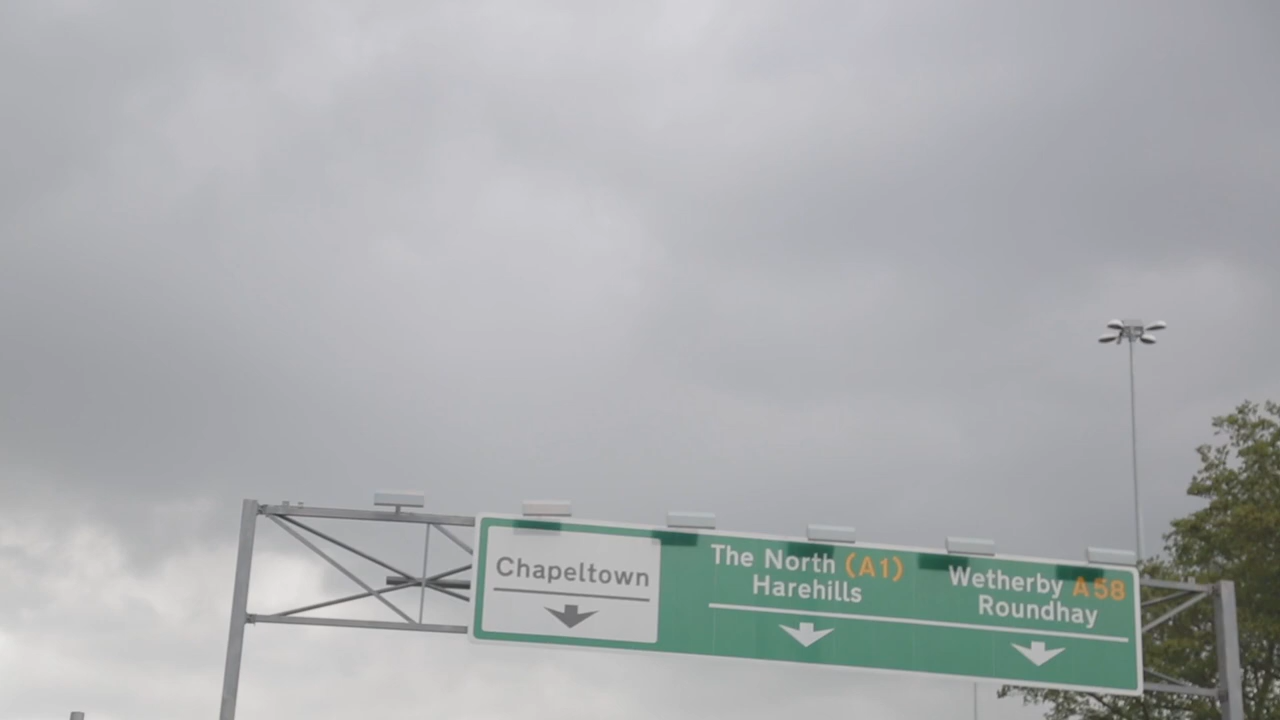 Chapeltown
The North (A1)
Harehills
Wetherby A58
Roundhay